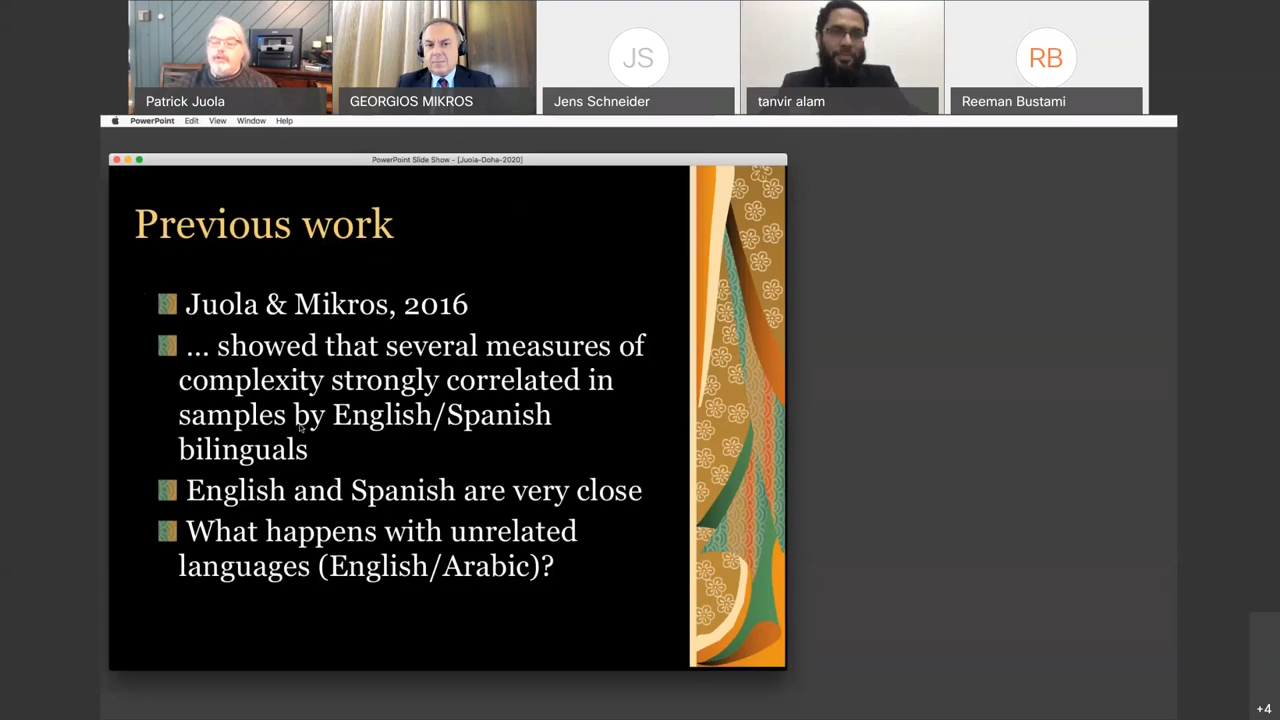 Patrick Juola
GEORGIOS MIKROS
JS
Jens Schneider
tanvir alam
RB
Reeman Bustami
PowerPoint Edit View Window Help
PowerPoint Slide Show - [Juola-Doha-2020]
Previous work
Juola & Mikros, 2016
... showed that several measures of
complexity strongly correlated in
samples by English/Spanish
bilinguals
English and Spanish are very close
What happens with unrelated
languages (English/Arabic)?
+4